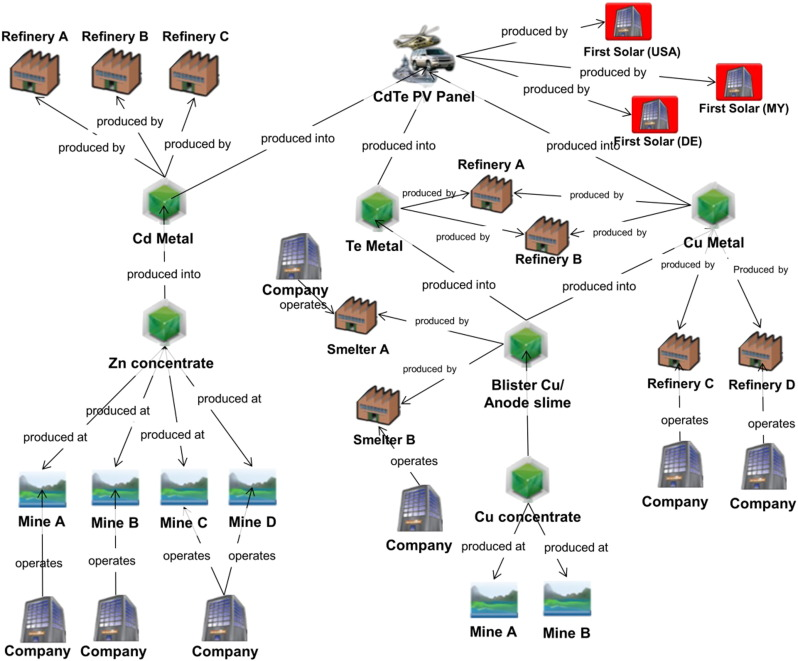 Refinery A
Refinery B
Refinery C
produced by
First Solar (USA)
produced by
First Solar (MY)
CdTe PV Panel
produced by
First Solar (DE)
produced by
produced by
produced by
produced into
produced into
produced into
Refinery A
produced by
produced by
produced by
produced by
Refinery B
Cd Metal
Te Metal
Cu Metal
produced into
Company
operates
produced into
produced into
produced by
Produced by
Smelter A
produced by
Zn concentrate
produced by
Blister Cu/
Anode slime
Refinery C
Refinery D
produced at
produced at
produced at
produced at
Smelter B
operates
operates
operates
Mine A
Mine B
Mine C
Mine D
Company
Cu concentrate
Company
Company
produced at
produced at
operates
operates
operates
operates
Mine A
Mine B
Company
Company
Company